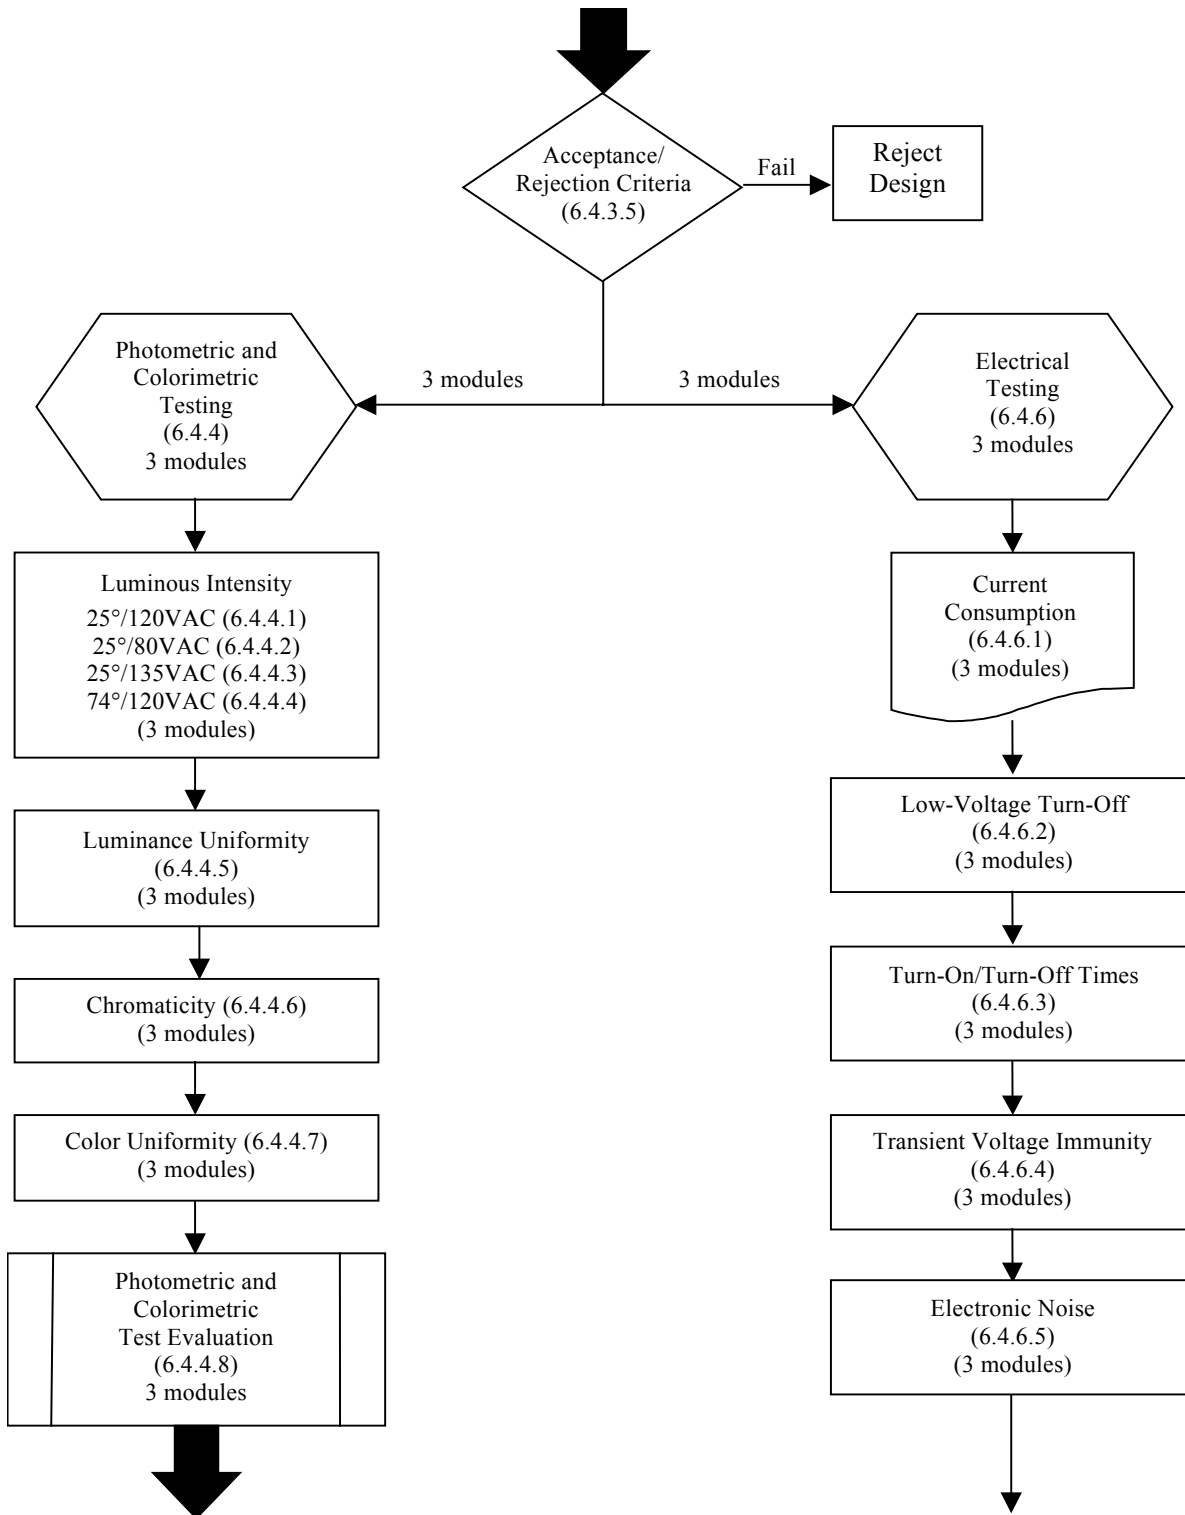 Acceptance/
Rejection Criteria
(6.4.3.5)
Fail
Reject
Design
3 modules
3 modules
Photometric and
Colorimetric
Testing
(6.4.4)
3 modules
Luminous Intensity
25°/120VAC (6.4.4.1)
25°/80VAC (6.4.4.2)
25°/135VAC (6.4.4.3)
74°/120VAC (6.4.4.4)
(3 modules)
Luminance Uniformity
(6.4.4.5)
(3 modules)
Chromaticity (6.4.4.6)
(3 modules)
Color Uniformity (6.4.4.7)
(3 modules)
Photometric and
Colorimetric
Test Evaluation
(6.4.4.8)
3 modules
Electrical
Testing
(6.4.6)
3 modules
Current
Consumption
(6.4.6.1)
(3 modules)
Low-Voltage Turn-Off
(6.4.6.2)
(3 modules)
Turn-On/Turn-Off Times
(6.4.6.3)
(3 modules)
Transient Voltage Immunity
(6.4.6.4)
(3 modules)
Electronic Noise
(6.4.6.5)
(3 modules)